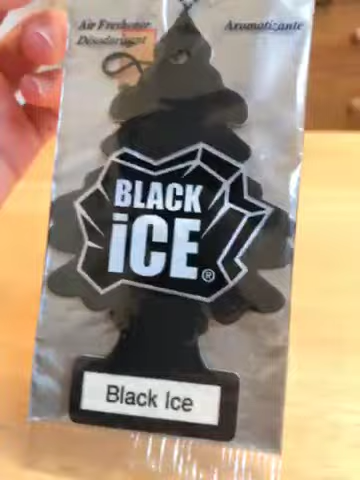 Air Freshener
Désodorisant
Aromatizante
BLACK
iCE®
Black Ice